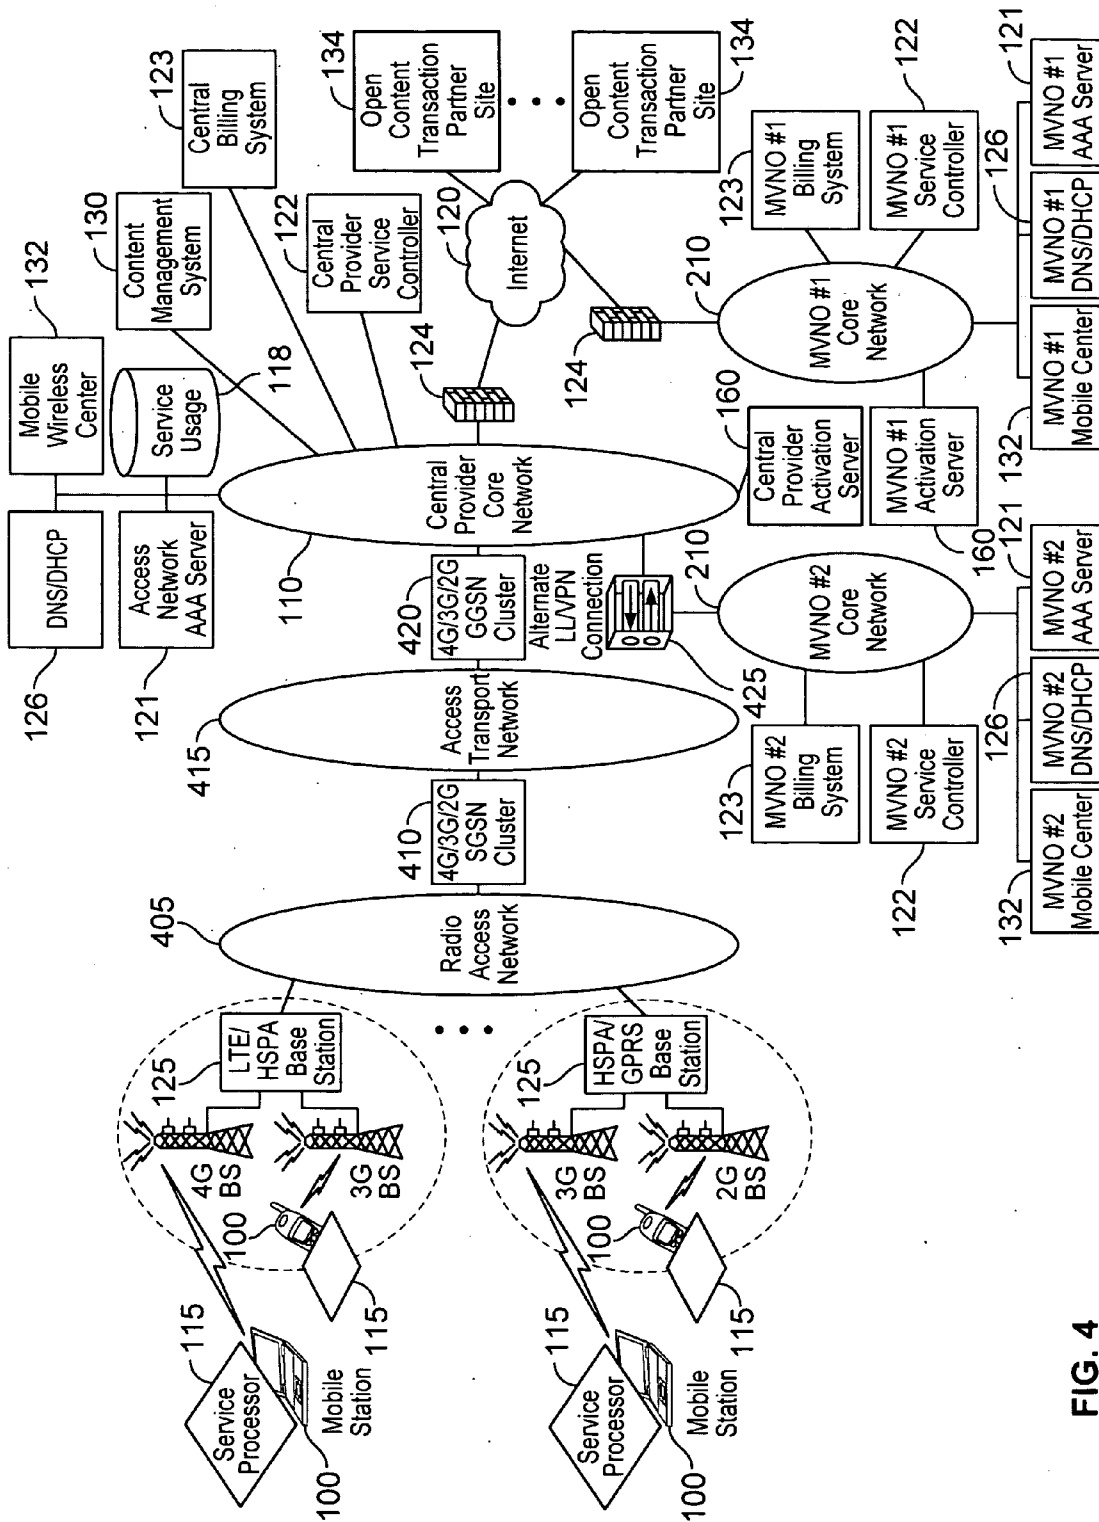 126
DNS/DHCP
Mobile
Wireless
Center
132
121
Access
Network
AAA Server
Service
Usage
118
Content
Management
System
130
Central
Billing
System
123
Central
Provider
Service
Controller
122
Open
Content
Transaction
Partner
Site
134
Open
Content
Transaction
Partner
Site
134
Internet
120
124
124
110
Central
Provider
Core
Network
420
4G/3G/2G
GGSN
Cluster
Alternate
LL/VPN
Connection
425
415
Access
Transport
Network
410
4G/3G/2G
SGSN
Cluster
405
Radio
Access
Network
125
LTE/
HSPA
Base
Station
4G
BS
3G
BS
100
115
115
Service
Processor
100
Mobile
Station
125
HSPA/
GPRS
Base
Station
3G
BS
2G
BS
100
115
115
Service
Processor
100
Mobile
Station
160
Central
Provider
Activation
Server
210
MVNO #1
Core
Network
123
MVNO #1
Billing
System
122
MVNO #1
Service
Controller
160
MVNO #1
Activation
Server
132
MVNO #1
Mobile Center
126
MVNO #1
DNS/DHCP
121
MVNO #1
AAA Server
210
MVNO #2
Core
Network
123
MVNO #2
Billing
System
122
MVNO #2
Service
Controller
132
MVNO #2
Mobile Center
126
MVNO #2
DNS/DHCP
121
MVNO #2
AAA Server
FIG. 4